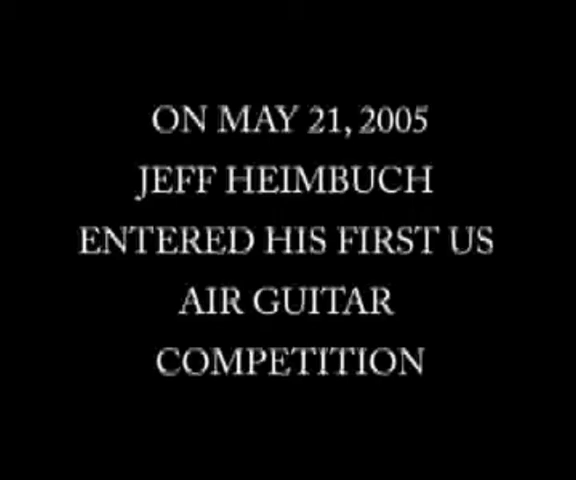 ON MAY 21, 2005
JEFF HEIMBUCH
ENTERED HIS FIRST US
AIR GUITAR
COMPETITION